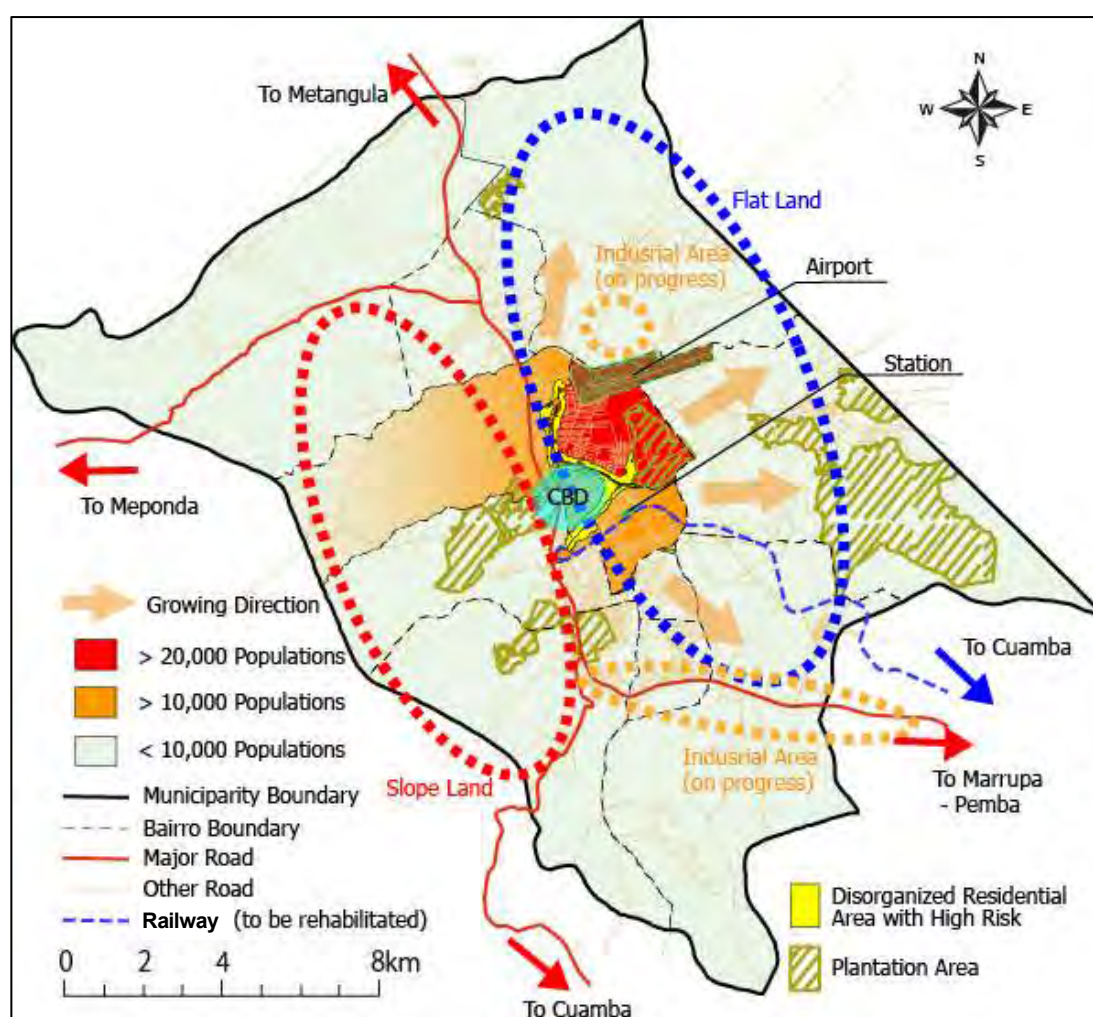 N
W E
S
To Metangula
Flat Land
Indusrial Area
(on progress)
Airport
Station
To Meponda
CBD
Growing Direction
> 20,000 Populations
> 10,000 Populations
< 10,000 Populations
Municiparity Boundary
Bairro Boundary
Major Road
Other Road
Railway (to be rehabilitated)
0 2 4 8km
Slope Land
To Cuamba
Indusrial Area
(on progress)
To Cuamba
To Marrupa
- Pemba
Disorganized Residential
Area with High Risk
Plantation Area